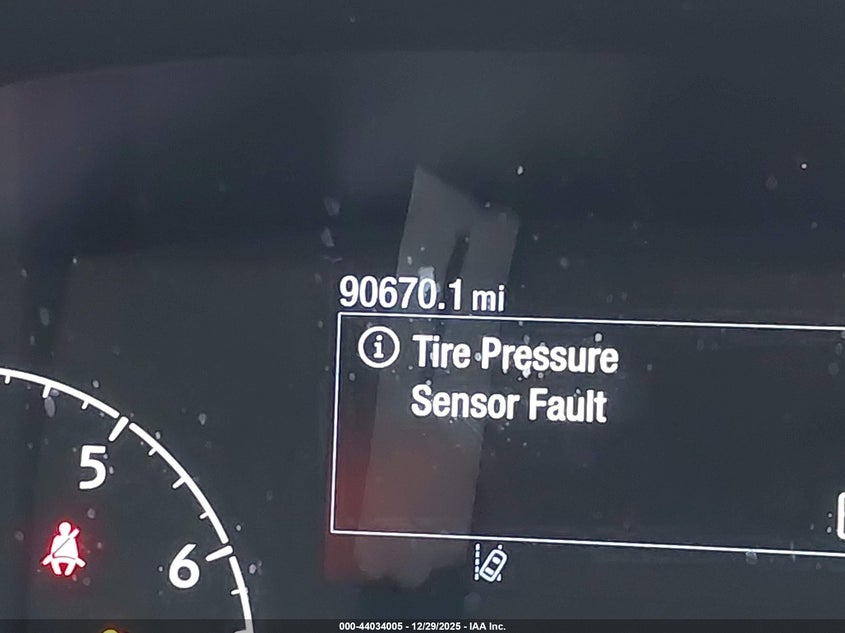 90670.1 mi
Tire Pressure
Sensor Fault
5
6
000-44034005 - 12/29/2025 - IAA Inc.